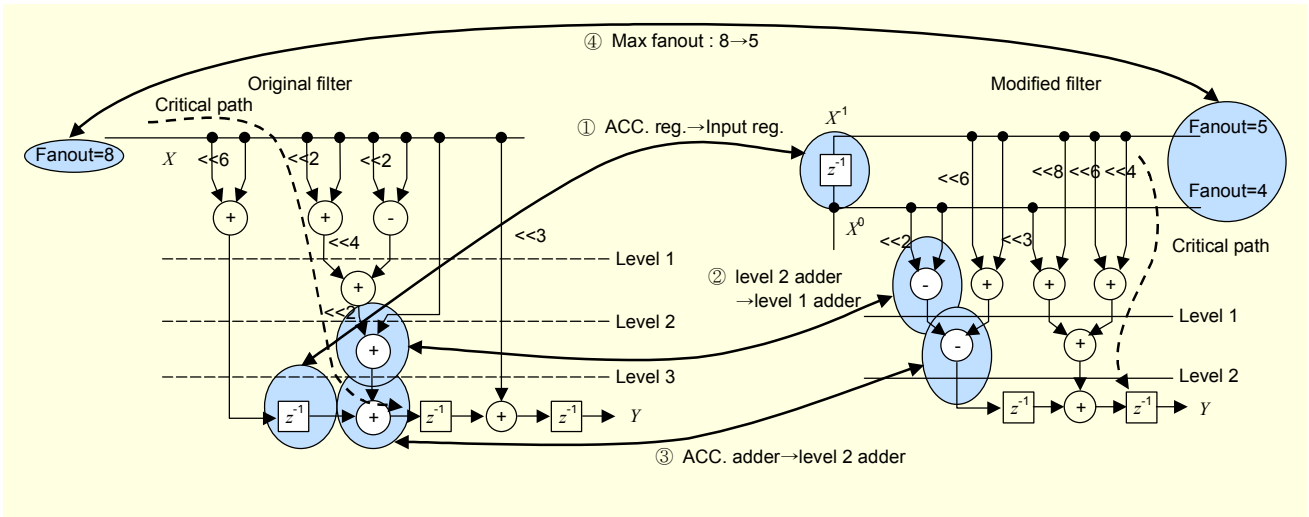 ④ Max fanout : 8→5
Original filter
Modified filter
Critical path
Fanout=8
X
<<6
<<2
<<2
① ACC. reg.→Input reg.
X⁻¹
Fanout=5
z⁻¹
<<6
<<8
<<6
<<4
Fanout=4
+
+
-
<<4
<<3
X⁰
<<2
<<3
Critical path
Level 1
② level 2 adder
→level 1 adder
+
-
+
+
+
<<2
Level 2
Level 1
+
-
+
Level 3
Level 2
z⁻¹
+
z⁻¹
+
z⁻¹
Y
z⁻¹
+
z⁻¹
Y
③ ACC. adder→level 2 adder